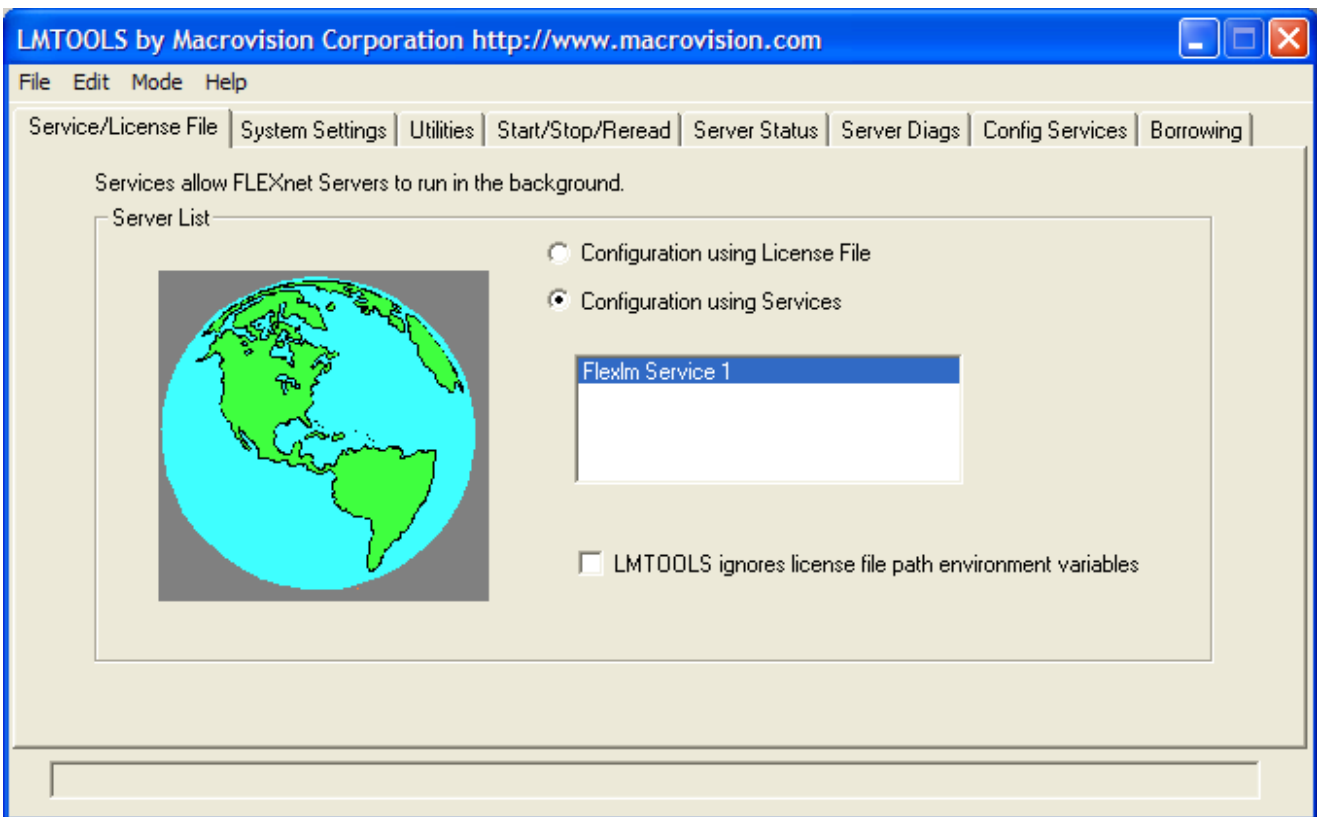 LMTOOLS by Macrovision Corporation http://www.macrovision.com
File Edit Mode Help
Service/License File System Settings Utilities Start/Stop/Reread Server Status Server Diags Config Services Borrowing
Services allow FLEXnet Servers to run in the background.
Server List
Configuration using License File
Configuration using Services
Flexlm Service 1
LMTOOLS ignores license file path environment variables